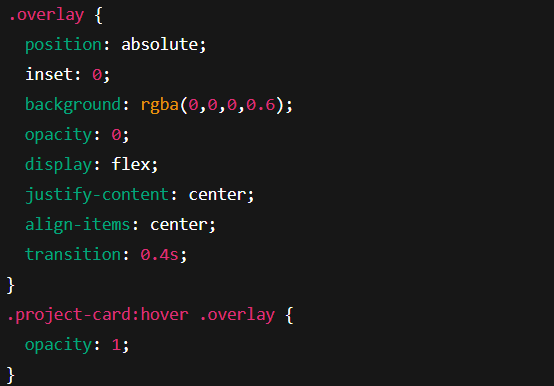 .overlay {
  position: absolute;
  inset: 0;
  background: rgba(0,0,0,0.6);
  opacity: 0;
  display: flex;
  justify-content: center;
  align-items: center;
  transition: 0.4s;
}
.project-card:hover .overlay {
  opacity: 1;
}